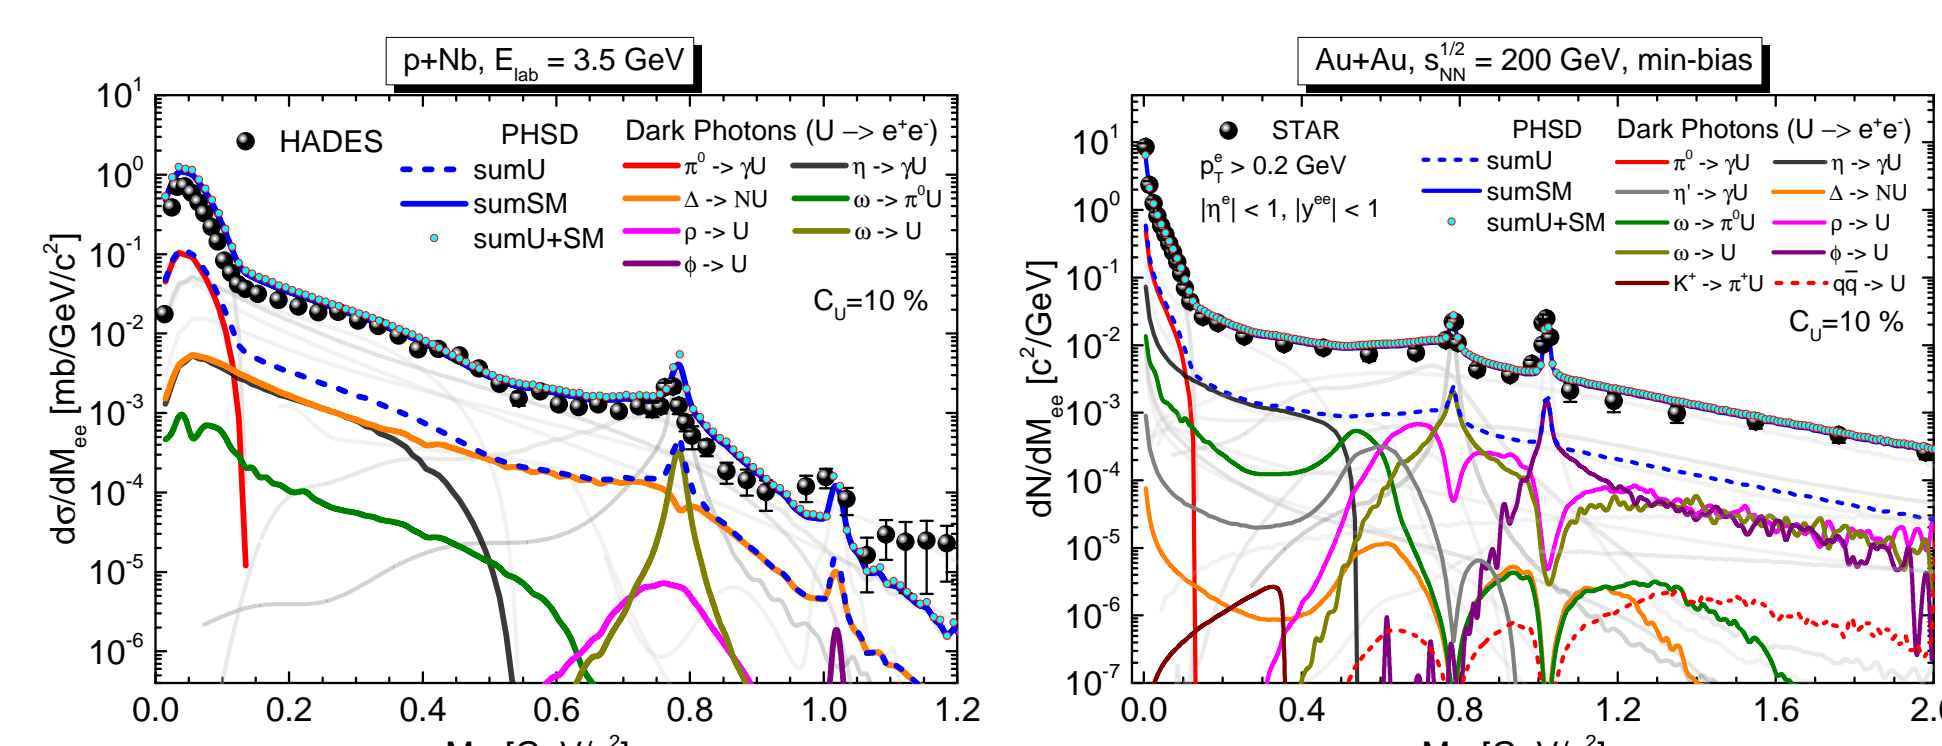 p+Nb, E_lab = 3.5 GeV
10^1
10^0
10^-1
10^-2
10^-3
10^-4
10^-5
10^-6
dσ/dM_ee [mb/GeV/c^2]
HADES
PHSD
sumU
sumSM
sumU+SM
Dark Photons (U –> e^+e^-)
π^0 -> γU
η -> γU
Δ -> NU
ω -> π^0U
ρ -> U
ω -> U
ϕ -> U
C_U=10 %
0.0 0.2 0.4 0.6 0.8 1.0 1.2
Au+Au, s_NN^1/2 = 200 GeV, min-bias
10^1
10^0
10^-1
10^-2
10^-3
10^-4
10^-5
10^-6
10^-7
dN/dM_ee [c^2/GeV]
STAR
p_T^e > 0.2 GeV
|η^e| < 1, |y^ee| < 1
PHSD
sumU
sumSM
sumU+SM
Dark Photons (U –> e^+e^-)
π^0 -> γU
η -> γU
η' -> γU
Δ -> NU
ω -> π^0U
ρ -> U
ω -> U
ϕ -> U
K^+ -> π^+U
qq̅ -> U
C_U=10 %
0.0 0.4 0.8 1.2 1.6